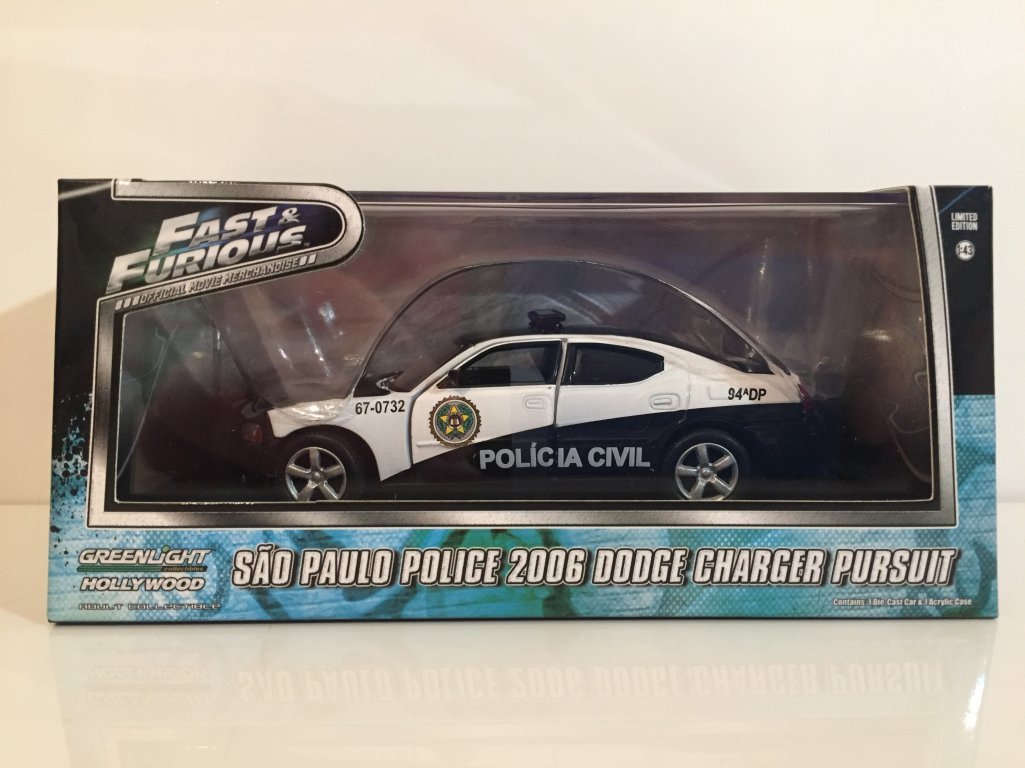 FAST &
FURIOUS™
OFFICIAL MOVIE MERCHANDISE
LIMITED
EDITION
1:43
67-0732
94ᴬDP
POLÍCIA CIVIL
GREENLIGHT
collectibles
HOLLYWOOD
ADULT COLLECTIBLE
SÃO PAULO POLICE 2006 DODGE CHARGER PURSUIT
Contains: 1 Die-Cast Car & 1 Acrylic Case